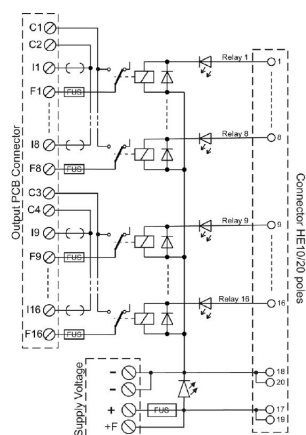 C1
C2
I1
F1
FUS
I8
F8
FUS
C3
C4
I9
F9
FUS
I16
F16
FUS
Output PCB Connector
Relay 1
Relay 8
Relay 9
Relay 16
1
8
9
16
18
20
17
19
Connector HE10/20 poles
Supply Voltage
-
-
+
FUS
+F